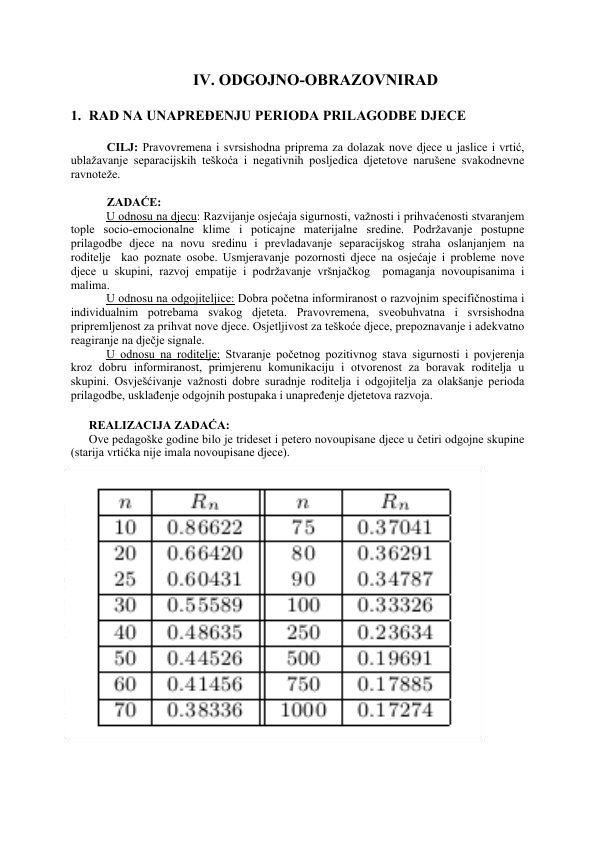 IV. ODGOJNO-OBRAZOVNIRAD
1. RAD NA UNAPREĐENJU PERIODA PRILAGODBE DJECE
CILJ: Pravovremena i svrsishodna priprema za dolazak nove djece u jaslice i vrtić,
ublažavanje separacijskih teškoća i negativnih posljedica djetetove narušene svakodnevne
ravnoteže.
ZADAĆE:
U odnosu na djecu: Razvijanje osjećaja sigurnosti, važnosti i prihvaćenosti stvaranjem
tople socio-emocionalne klime i poticajne materijalne sredine. Podržavanje postupne
prilagodbe djece na novu sredinu i prevladavanje separacijskog straha oslanjanjem na
roditelje kao poznate osobe. Usmjeravanje pozornosti djece na osjećaje i probleme nove
djece u skupini, razvoj empatije i podržavanje vršnjačkog pomaganja novoupisanima i
malima.
U odnosu na odgojiteljice: Dobra početna informiranost o razvojnim specifičnostima i
individualnim potrebama svakog djeteta. Pravovremena, sveobuhvatna i svrsishodna
pripremljenost za prihvat nove djece. Osjetljivost za teškoće djece, prepoznavanje i adekvatno
reagiranje na dječje signale.
U odnosu na roditelje: Stvaranje početnog pozitivnog stava sigurnosti i povjerenja
kroz dobru informiranost, primjerenu komunikaciju i otvorenost za boravak roditelja u
skupini. Osvješćivanje važnosti dobre suradnje roditelja i odgojitelja za olakšanje perioda
prilagodbe, usklađenje odgojnih postupaka i unapređenje djetetova razvoja.
REALIZACIJA ZADAĆA:
Ove pedagoške godine bilo je trideset i petero novoupisane djece u četiri odgojne skupine
(starija vrtićka nije imala novoupisane djece).
n Rn n Rn
10 0.86622 75 0.37041
20 0.66420 80 0.36291
25 0.60431 90 0.34787
30 0.55589 100 0.33326
40 0.48635 250 0.23634
50 0.44526 500 0.19691
60 0.41456 750 0.17885
70 0.38336 1000 0.17274